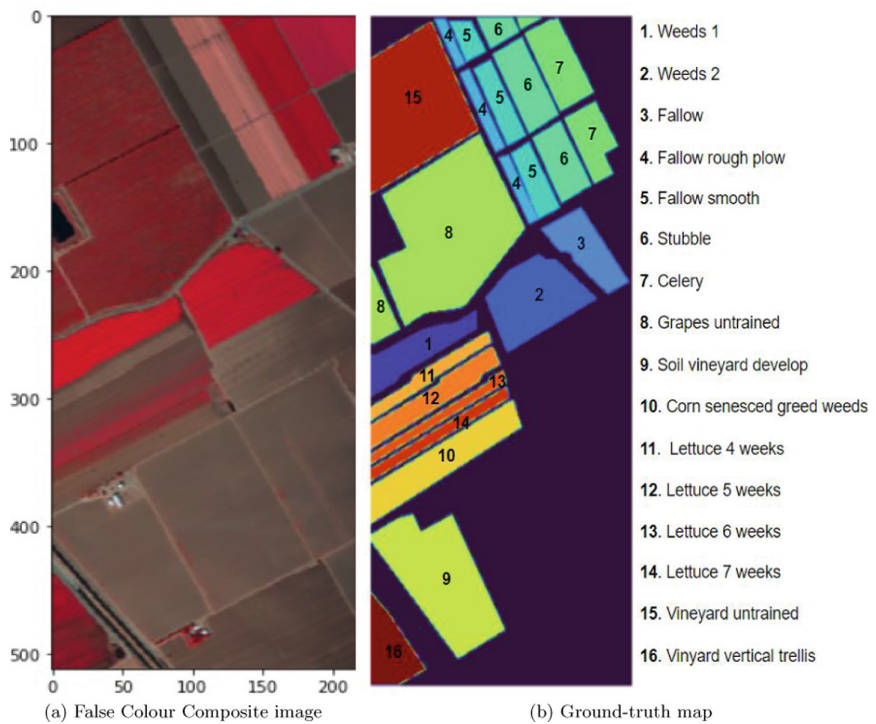 0
100
200
300
400
500
0 50 100 150 200
(a) False Colour Composite image
4 5 6
7
15 4 5 6
7
4 5 6
8 3
2
8
1
11
13
12
14
10
9
16
(b) Ground-truth map
1. Weeds 1
2. Weeds 2
3. Fallow
4. Fallow rough plow
5. Fallow smooth
6. Stubble
7. Celery
8. Grapes untrained
9. Soil vineyard develop
10. Corn senesced greed weeds
11. Lettuce 4 weeks
12. Lettuce 5 weeks
13. Lettuce 6 weeks
14. Lettuce 7 weeks
15. Vineyard untrained
16. Vinyard vertical trellis